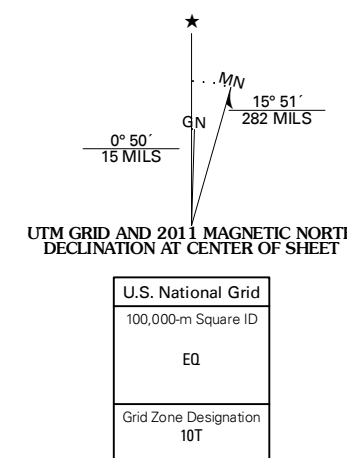 ★
MN
15° 51´
282 MILS
GN
0° 50´
15 MILS
UTM GRID AND 2011 MAGNETIC NORTH
DECLINATION AT CENTER OF SHEET
U.S. National Grid
100,000-m Square ID
EQ
Grid Zone Designation
10T